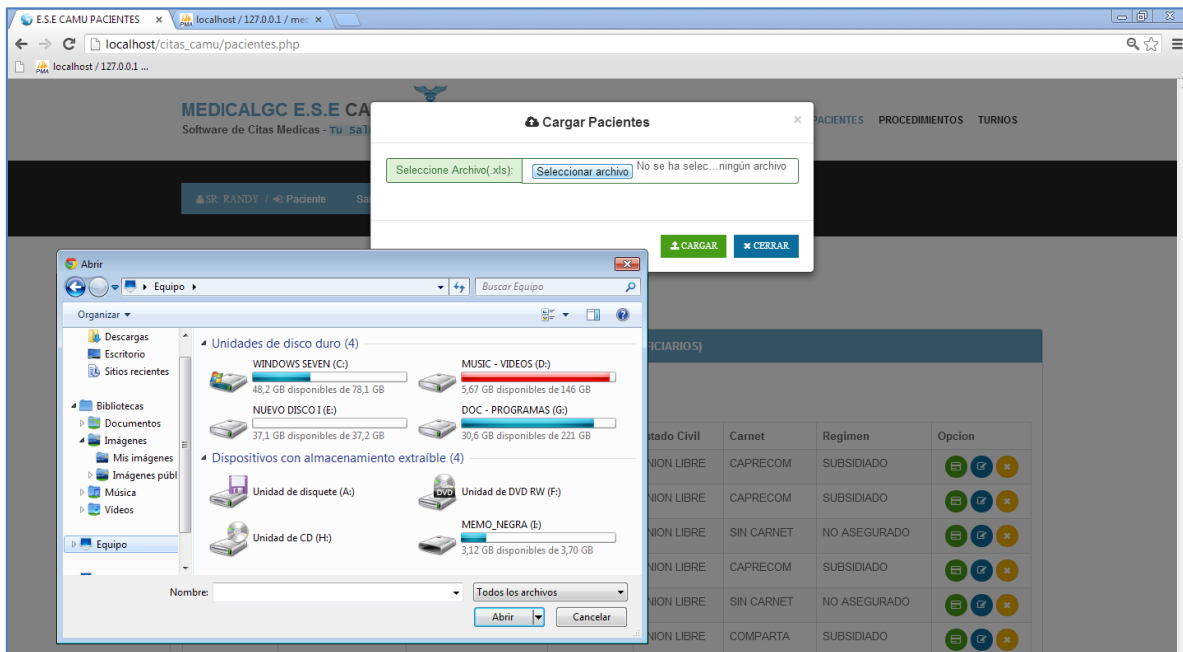 E.S.E CAMU PACIENTES
localhost / 127.0.0.1 / med
localhost/citas_camu/pacientes.php
localhost / 127.0.0.1 ...
MEDICALGC E.S.E CA
Software de Citas Medicas - Tu Sal
PACIENTES PROCEDIMIENTOS TURNOS
Cargar Pacientes
Seleccione Archivo(.xls): Seleccionar archivo No se ha selec...ningún archivo
SR. RANDY / Paciente Sa
CARGAR CERRAR
Abrir
Equipo
Buscar Equipo
Organizar
Descargas
Escritorio
Sitios recientes
Bibliotecas
Documentos
Imágenes
Mis imágenes
Imágenes públ
Música
Vídeos
Equipo
Unidades de disco duro (4)
WINDOWS SEVEN (C:)
48,2 GB disponibles de 78,1 GB
MUSIC - VIDEOS (D:)
5,67 GB disponibles de 146 GB
NUEVO DISCO I (E:)
37,1 GB disponibles de 37,2 GB
DOC - PROGRAMAS (G:)
30,6 GB disponibles de 221 GB
Dispositivos con almacenamiento extraíble (4)
Unidad de disquete (A:)
DVD
Unidad de DVD RW (F:)
Unidad de CD (H:)
MEMO_NEGRA (I:)
3,12 GB disponibles de 3,70 GB
Nombre:
Todos los archivos
Abrir Cancelar
FICIARIOS)
stado Civil Carnet Regimen Opcion
NION LIBRE CAPRECOM SUBSIDIADO
NION LIBRE CAPRECOM SUBSIDIADO
NION LIBRE SIN CARNET NO ASEGURADO
NION LIBRE CAPRECOM SUBSIDIADO
NION LIBRE SIN CARNET NO ASEGURADO
NION LIBRE COMPARTA SUBSIDIADO